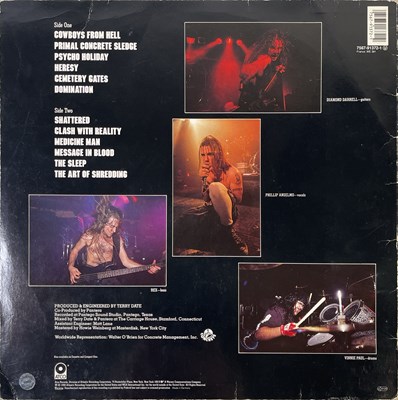 Side One
COWBOYS FROM HELL
PRIMAL CONCRETE SLEDGE
PSYCHO HOLIDAY
HERESY
CEMETERY GATES
DOMINATION
7567-91372-1
DIAMOND DARRELL—guitars
Side Two
SHATTERED
CLASH WITH REALITY
MEDICINE MAN
MESSAGE IN BLOOD
THE SLEEP
THE ART OF SHREDDING
PHILLIP ANSELMO—vocals
REX—bass
PRODUCED & ENGINEERED BY TERRY DATE
Co-Produced by Pantera
Recorded at Pantego Sound Studio, Pantego, Texas
Mixed by Terry Date & Pantera at The Carriage House, Stamford, Connecticut
Assistant Engineer: Matt Lane
Mastered by Howie Weinberg at Masterdisk, New York City
Worldwide Representation: Walter O'Brien for Concrete Management, Inc.
VINNIE PAUL—drums
ATCO